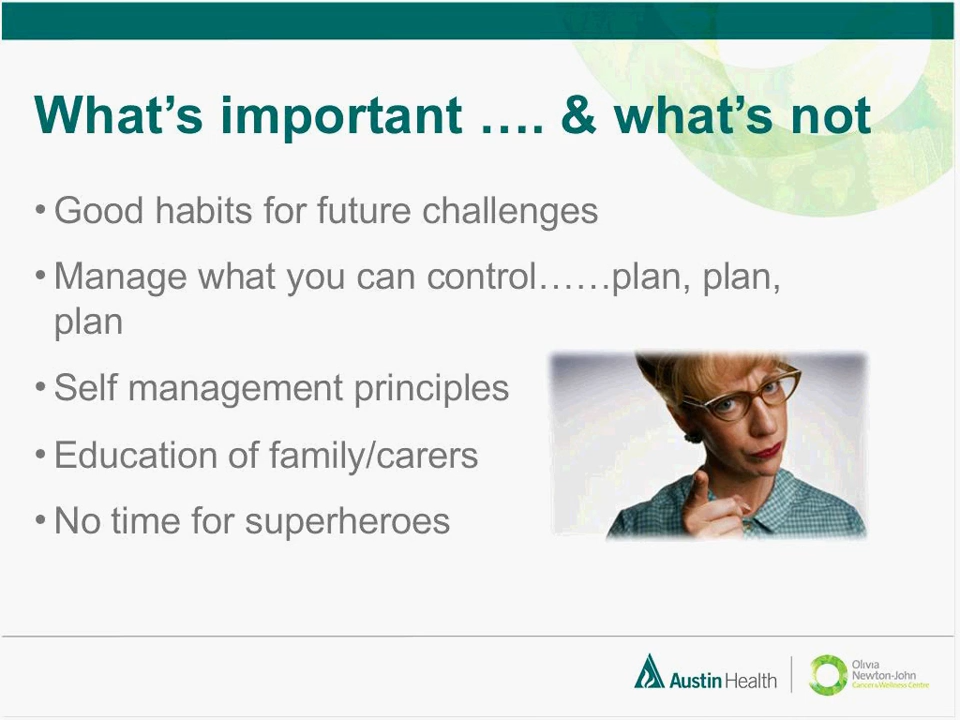 What’s important …. & what’s not
• Good habits for future challenges
• Manage what you can control……plan, plan,
plan
• Self management principles
• Education of family/carers
• No time for superheroes
Austin Health
Olivia
Newton-John
Cancer & Wellness Centre